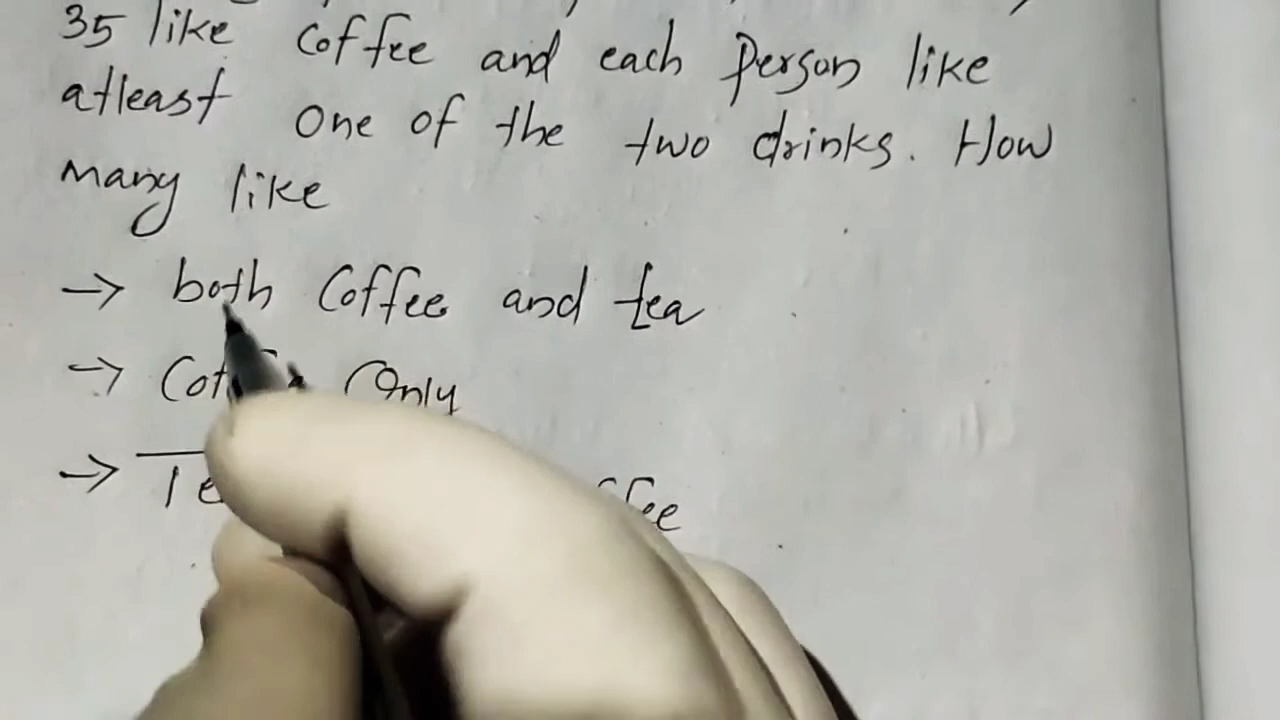 35 like coffee and each person like
atleast one of the two drinks. How
many like
→ both coffee and tea
→ only
→